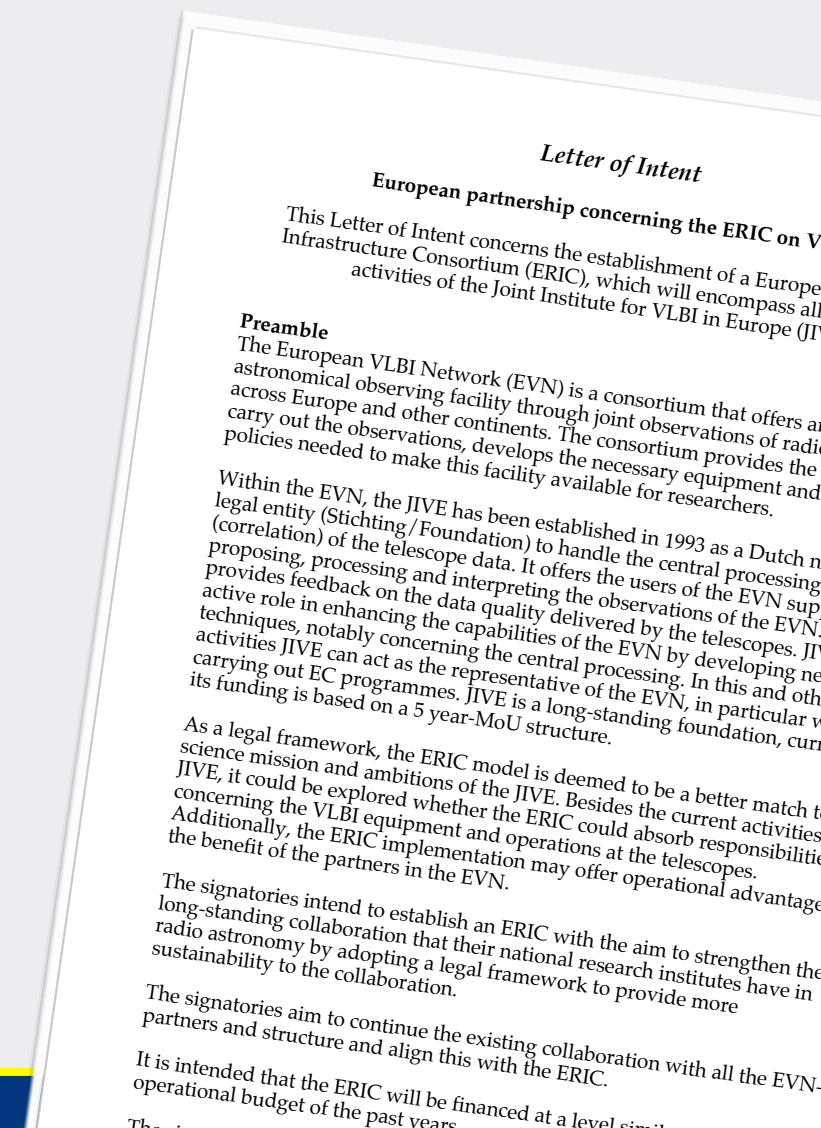 Letter of Intent
European partnership concerning the ERIC on V
This Letter of Intent concerns the establishment of a Europe
Infrastructure Consortium (ERIC), which will encompass all
activities of the Joint Institute for VLBI in Europe (JIV
Preamble
The European VLBI Network (EVN) is a consortium that offers an
astronomical observing facility through joint observations of radio
across Europe and other continents. The consortium provides the
carry out the observations, develops the necessary equipment and
policies needed to make this facility available for researchers.
Within the EVN, the JIVE has been established in 1993 as a Dutch n
legal entity (Stichting/Foundation) to handle the central processing
(correlation) of the telescope data. It offers the users of the EVN sup
proposing, processing and interpreting the observations of the EVN.
provides feedback on the data quality delivered by the telescopes. JIV
active role in enhancing the capabilities of the EVN by developing ne
techniques, notably concerning the central processing. In this and oth
activities JIVE can act as the representative of the EVN, in particular w
carrying out EC programmes. JIVE is a long-standing foundation, curr
its funding is based on a 5 year-MoU structure.
As a legal framework, the ERIC model is deemed to be a better match t
science mission and ambitions of the JIVE. Besides the current activities
JIVE, it could be explored whether the ERIC could absorb responsibilitie
concerning the VLBI equipment and operations at the telescopes.
Additionally, the ERIC implementation may offer operational advantage
the benefit of the partners in the EVN.
The signatories intend to establish an ERIC with the aim to strengthen the
long-standing collaboration that their national research institutes have in
radio astronomy by adopting a legal framework to provide more
sustainability to the collaboration.
The signatories aim to continue the existing collaboration with all the EVN-
partners and structure and align this with the ERIC.
It is intended that the ERIC will be financed at a level
operational budget of the past years